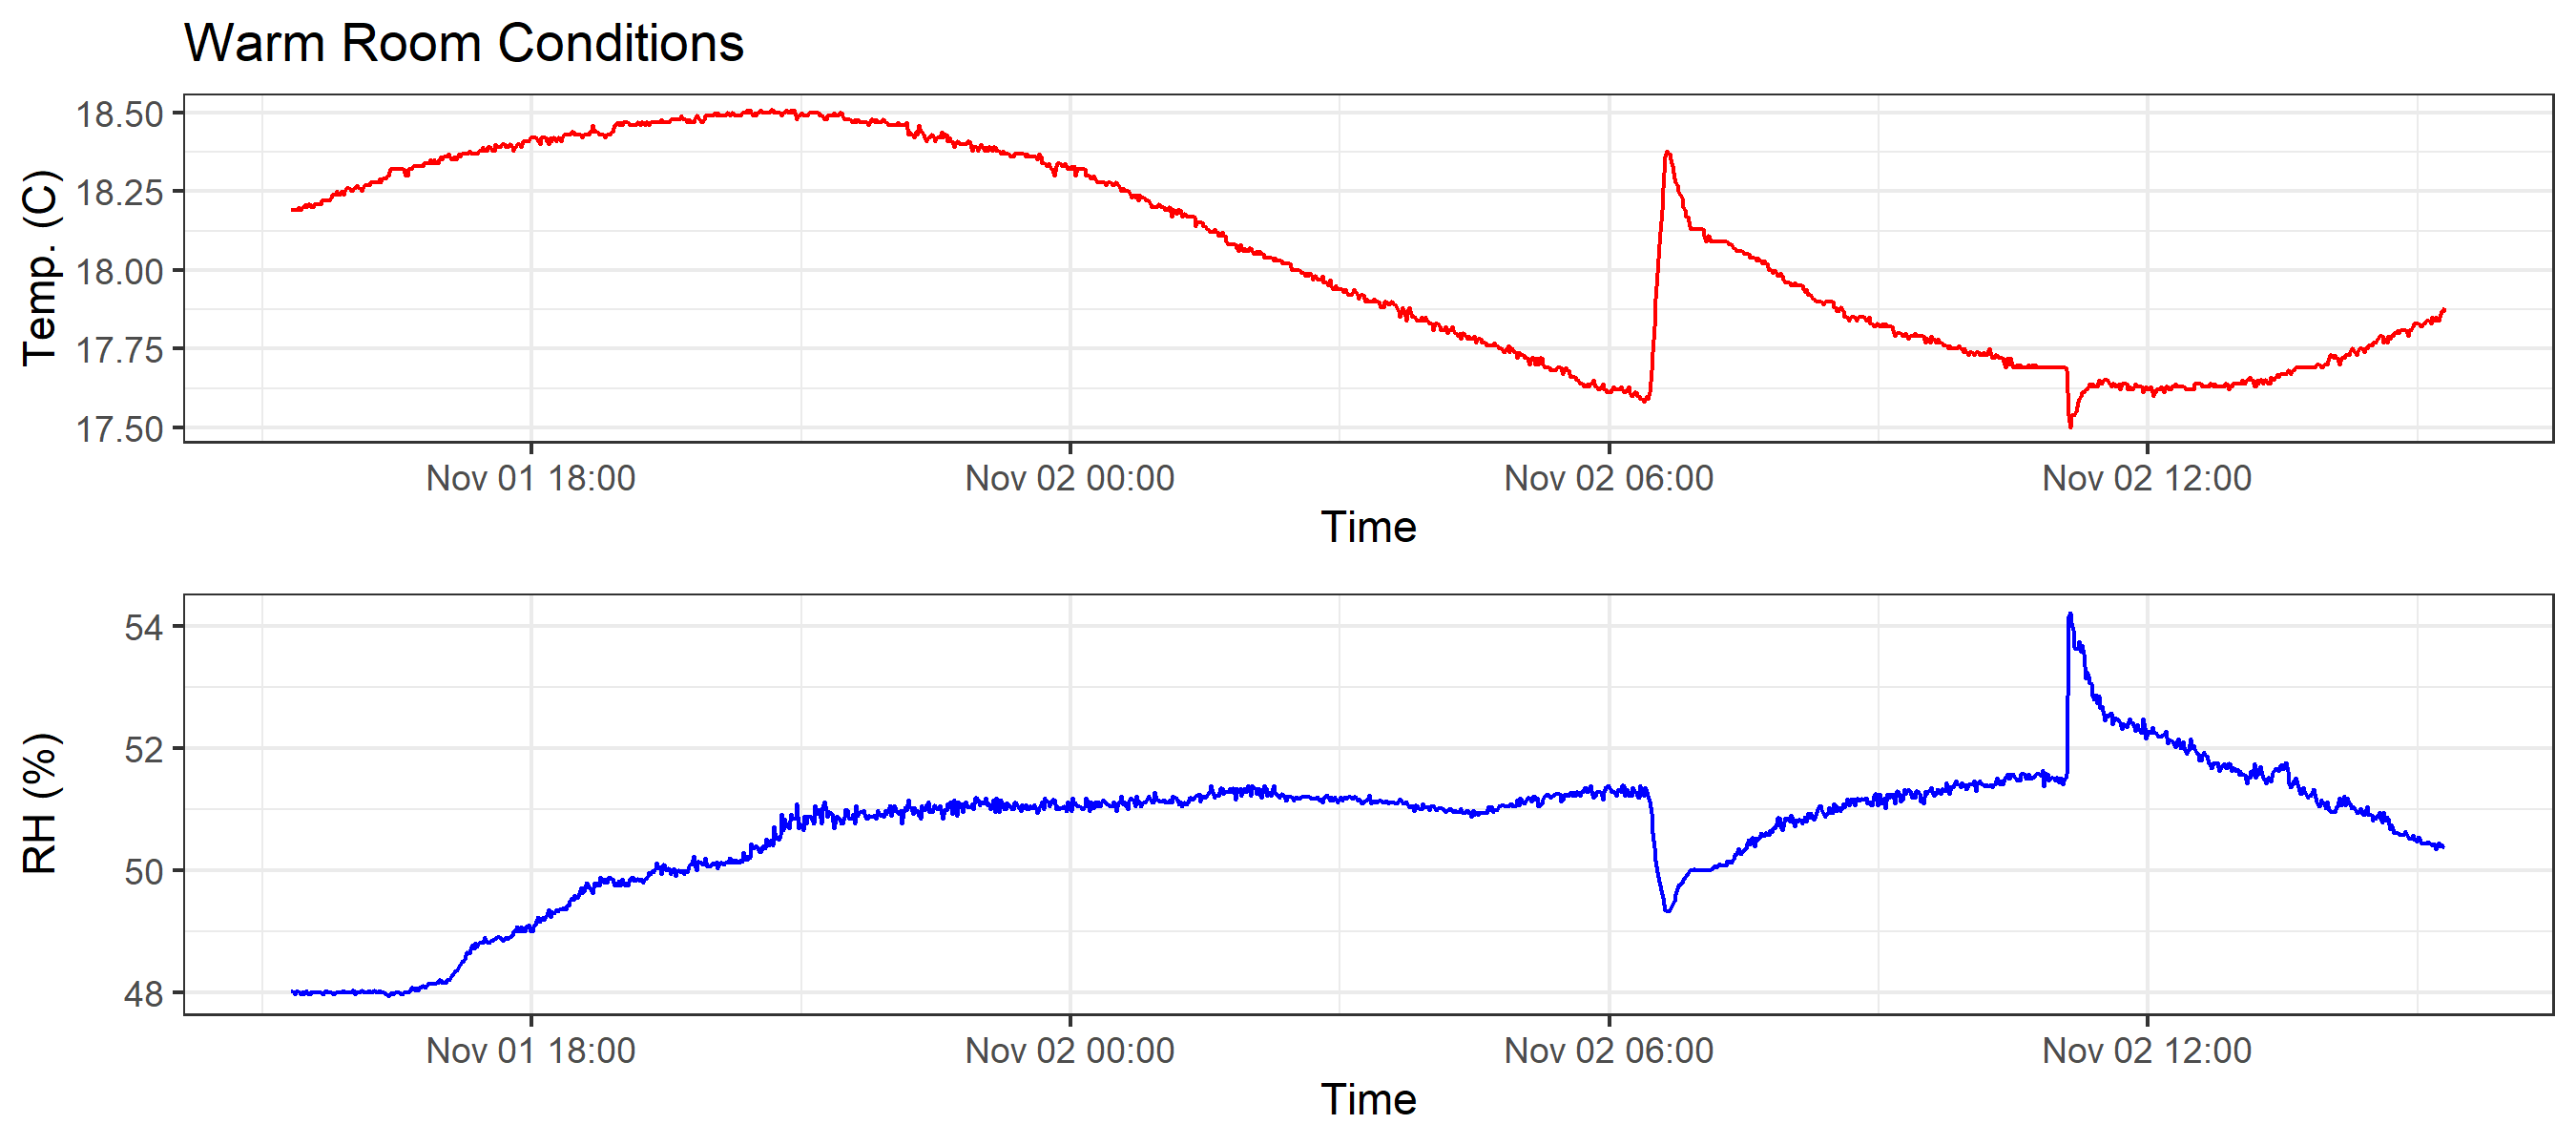 Warm Room Conditions
Temp. (C)
18.50
18.25
18.00
17.75
17.50
Nov 01 18:00 Nov 02 00:00 Nov 02 06:00 Nov 02 12:00
Time
RH (%)
54
52
50
48
Nov 01 18:00 Nov 02 00:00 Nov 02 06:00 Nov 02 12:00
Time